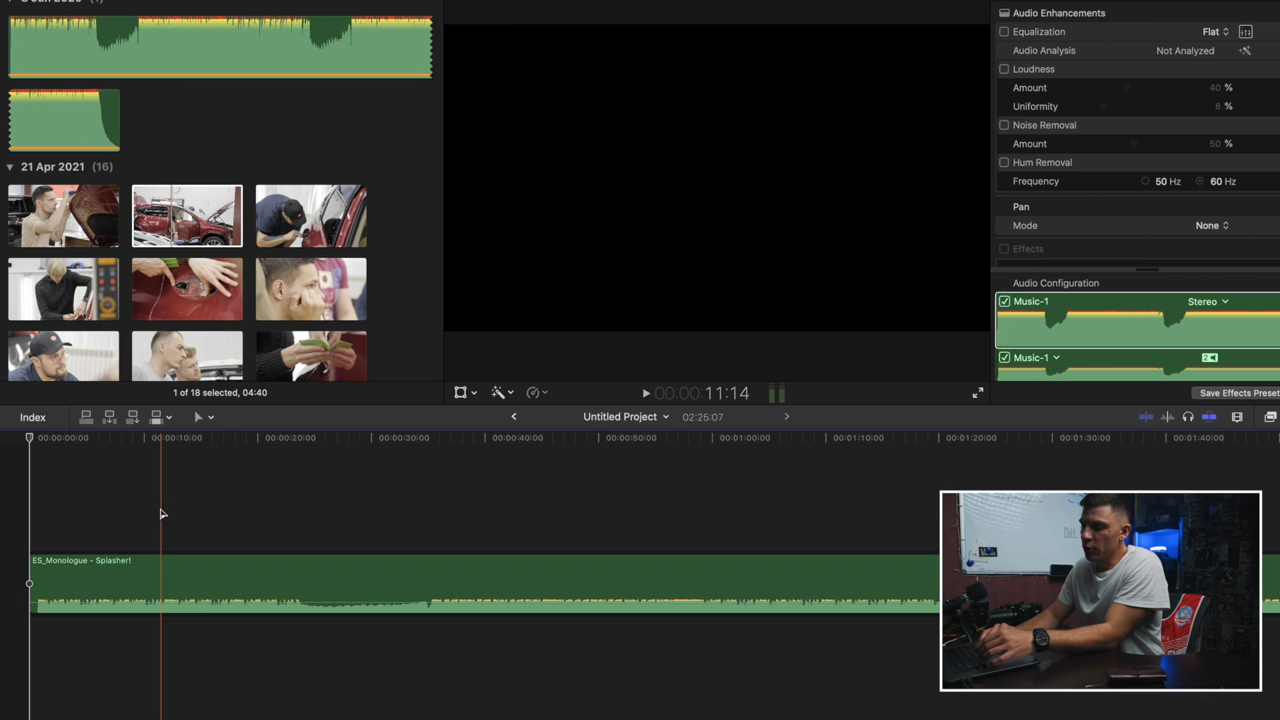 Audio Enhancements
Equalization Flat
Audio Analysis Not Analyzed
Loudness
Amount 40 %
Uniformity 6 %
Noise Removal
Amount 50 %
Hum Removal
Frequency 50 Hz 60 Hz
Pan
Mode None
Effects
Audio Configuration
Music-1 Stereo
Music-1 2
Save Effects Preset
21 Apr 2021 (16)
1 of 18 selected, 04:40
00:00:00:11:14
Index
Untitled Project 02:25:07
00:00:00:00 00:00:10:00 00:00:20:00 00:00:30:00 00:00:40:00 00:00:50:00 00:01:00:00 00:01:10:00 00:01:20:00 00:01:30:00 00:01:40:00
ES_Monologue - Splasher!